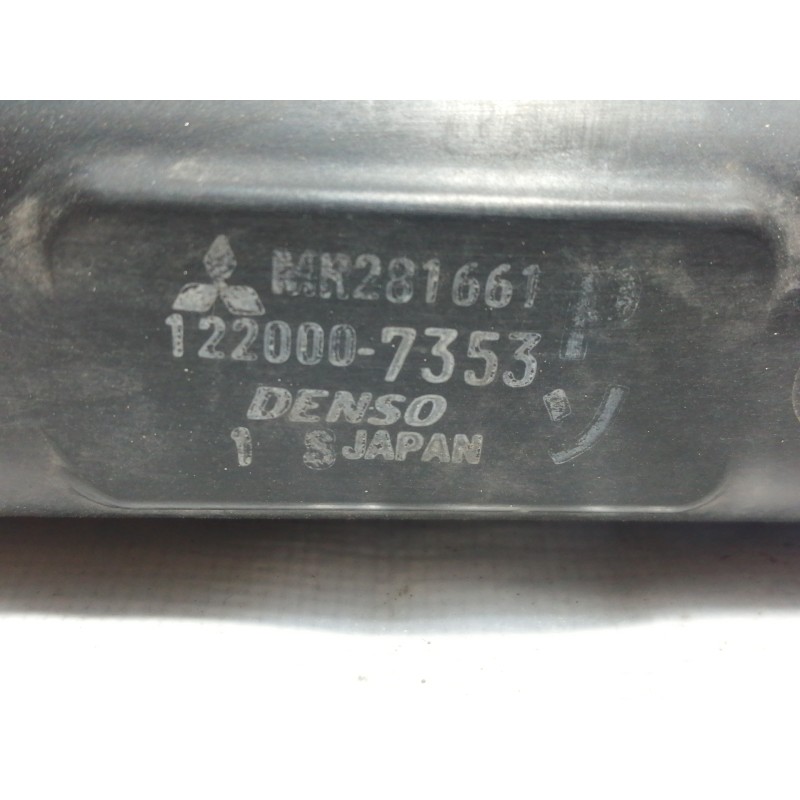 MR281661 P
122000-7353
DENSO
1 S JAPAN